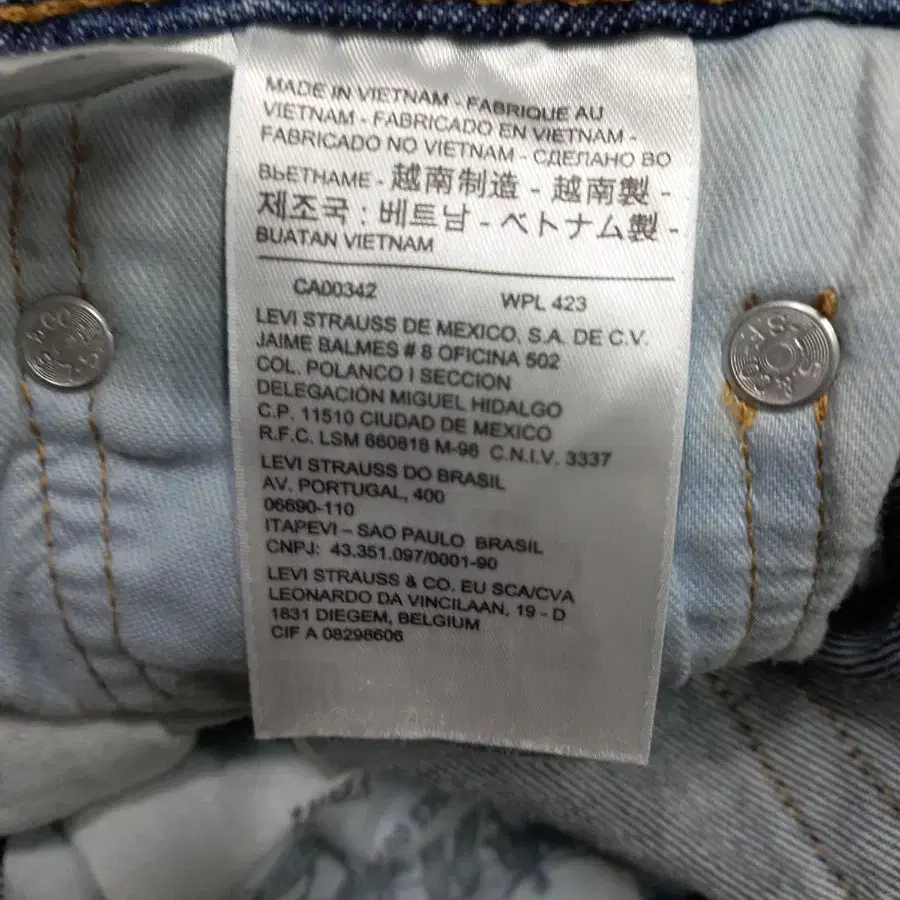 MADE IN VIETNAM - FABRIQUE AU
VIETNAM - FABRICADO EN VIETNAM -
FABRICADO NO VIETNAM - СДЕЛАНО ВО
ВЬЕТНАМЕ - 越南制造 - 越南製 -
제조국 : 베트남 - ベトナム製 -
BUATAN VIETNAM
CA00342 WPL 423
LEVI STRAUSS DE MEXICO, S.A. DE C.V.
JAIME BALMES # 8 OFICINA 502
COL. POLANCO I SECCION
DELEGACIÓN MIGUEL HIDALGO
C.P. 11510 CIUDAD DE MEXICO
R.F.C. LSM 660818 M-98 C.N.I.V. 3337
LEVI STRAUSS DO BRASIL
AV. PORTUGAL, 400
06690-110
ITAPEVI – SAO PAULO BRASIL
CNPJ: 43.351.097/0001-90
LEVI STRAUSS & CO. EU SCA/CVA
LEONARDO DA VINCILAAN, 19 - D
1831 DIEGEM, BELGIUM
CIF A 08298606